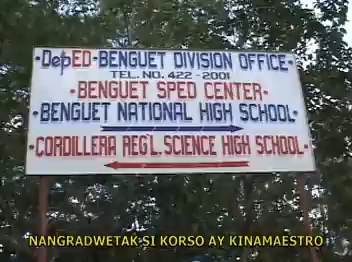 •DepED-BENGUET DIVISION OFFICE•
TEL. NO. 422-2001
•BENGUET SPED CENTER•
•BENGUET NATIONAL HIGH SCHOOL•
•CORDILLERA REG'L. SCIENCE HIGH SCHOOL•
NANGRADWETAK SI KORSO AY KINAMAESTRO